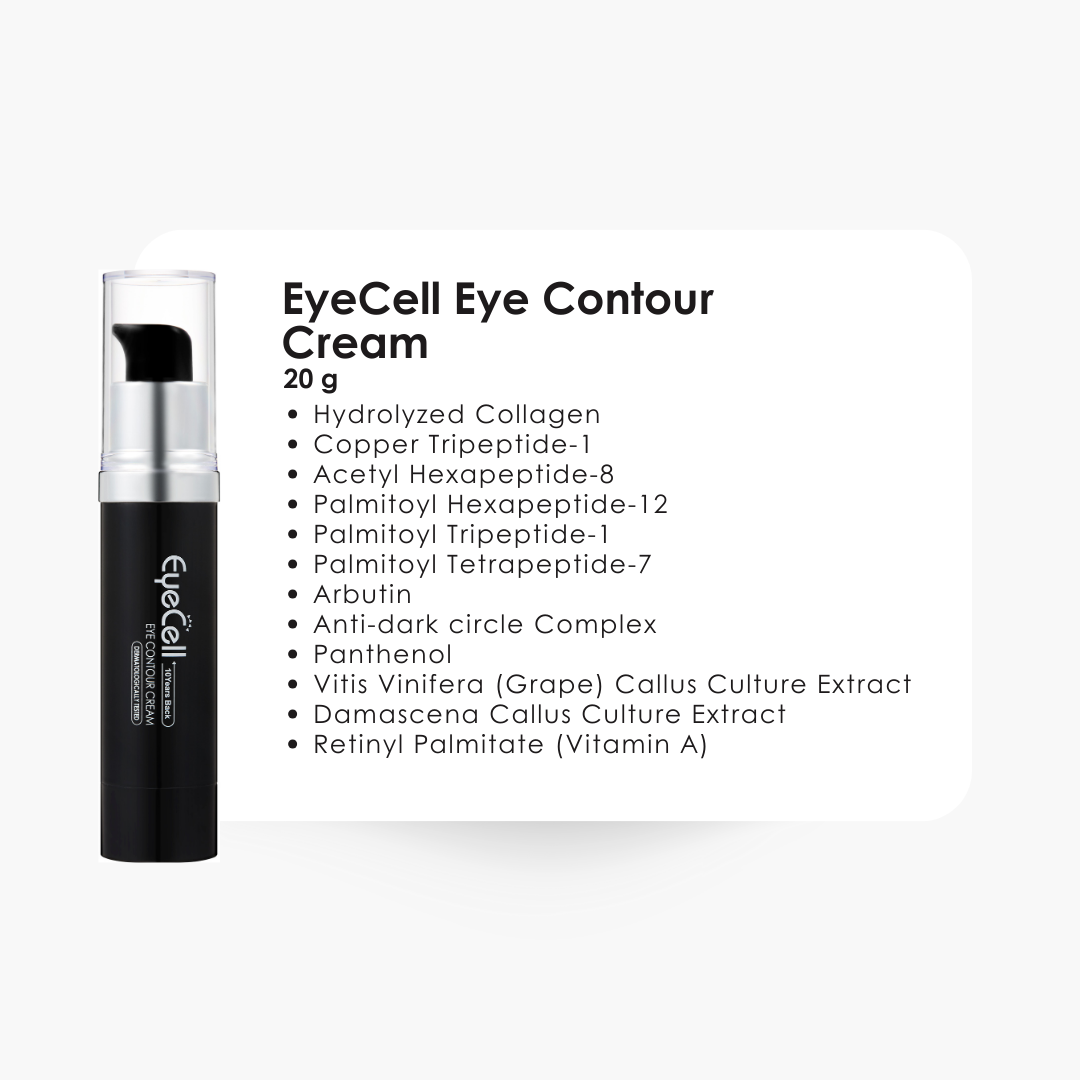 EyeCell Eye Contour
Cream
20 g
• Hydrolyzed Collagen
• Copper Tripeptide-1
• Acetyl Hexapeptide-8
• Palmitoyl Hexapeptide-12
• Palmitoyl Tripeptide-1
• Palmitoyl Tetrapeptide-7
• Arbutin
• Anti-dark circle Complex
• Panthenol
• Vitis Vinifera (Grape) Callus Culture Extract
• Damascena Callus Culture Extract
• Retinyl Palmitate (Vitamin A)
EyeCell
10Years Back
EYE CONTOUR CREAM
DERMATOLOGICALLY TESTED